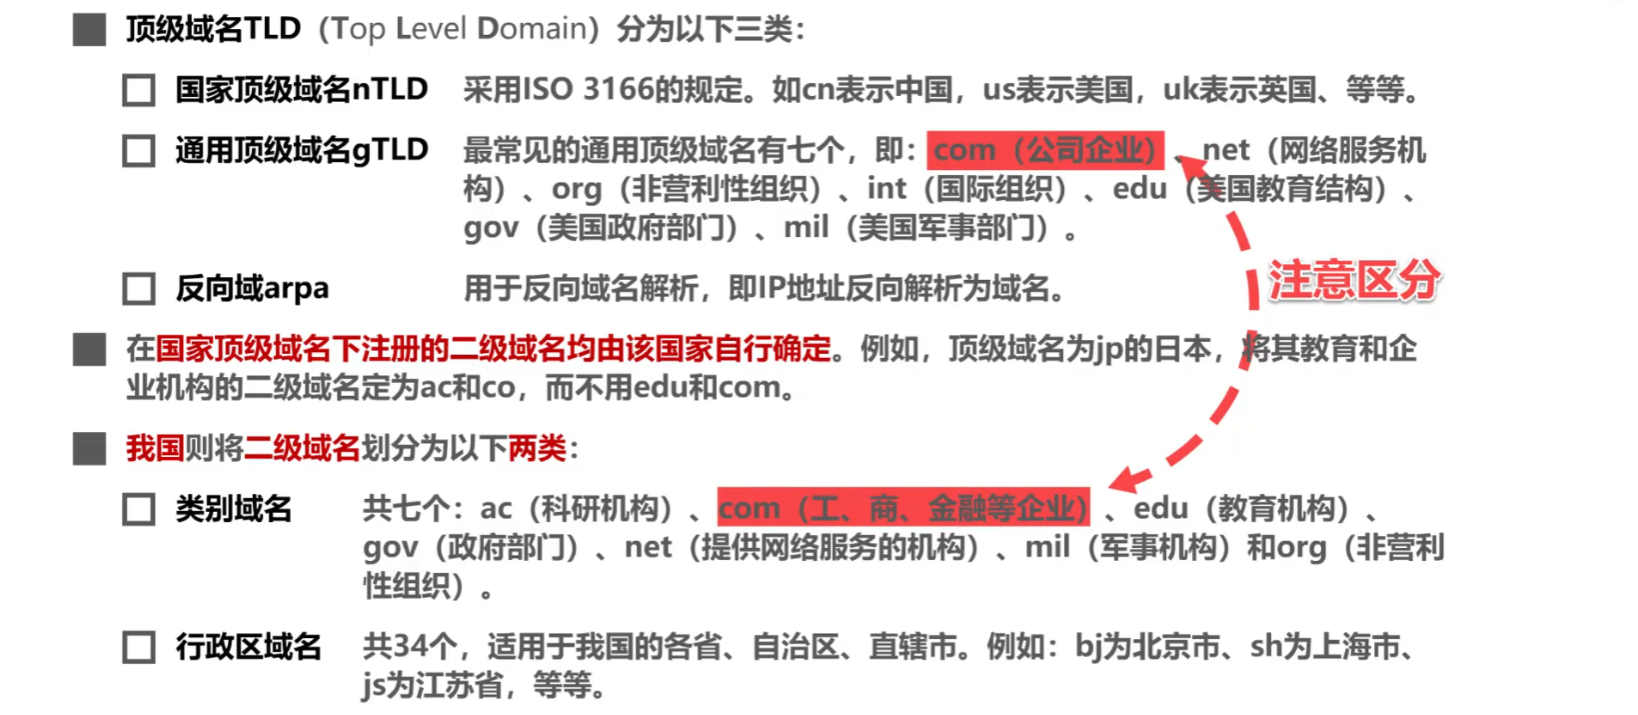 顶级域名TLD（Top Level Domain）分为以下三类：
国家顶级域名nTLD 采用ISO 3166的规定。如cn表示中国，us表示美国，uk表示英国、等等。
通用顶级域名gTLD 最常见的通用顶级域名有七个，即：com（公司企业）、net（网络服务机
构）、org（非营利性组织）、int（国际组织）、edu（美国教育结构）、
gov（美国政府部门）、mil（美国军事部门）。
注意区分
反向域arpa 用于反向域名解析，即IP地址反向解析为域名。
在国家顶级域名下注册的二级域名均由该国家自行确定。例如，顶级域名为jp的日本，将其教育和企
业机构的二级域名定为ac和co，而不用edu和com。
我国则将二级域名划分为以下两类：
类别域名 共七个：ac（科研机构）、com（工、商、金融等企业）、edu（教育机构）、
gov（政府部门）、net（提供网络服务的机构）、mil（军事机构）和org（非营利
性组织）。
行政区域名 共34个，适用于我国的各省、自治区、直辖市。例如：bj为北京市、sh为上海市、
js为江苏省，等等。